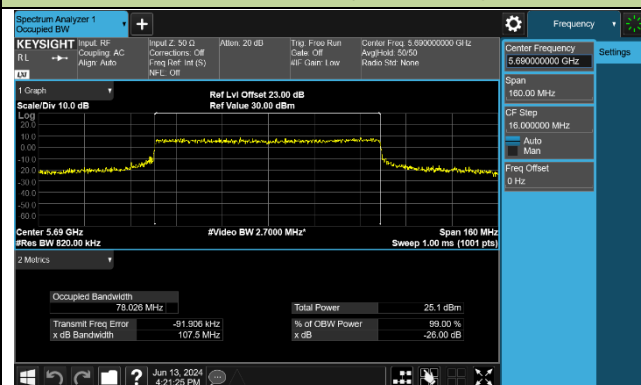 Spectrum Analyzer 1
Occupied BW
+
Frequency
KEYSIGHT
RL
LXI
Input: RF
Coupling: AC
Align: Auto
Input Z: 50 Ω
Corrections: Off
Freq Ref: Int (S)
NFE: Off
Atten: 20 dB
Trig: Free Run
Gate: Off
#IF Gain: Low
Center Freq: 5.690000000 GHz
Avg|Hold: 50/50
Radio Std: None
Center Frequency
5.690000000 GHz
Settings
Span
160.00 MHz
CF Step
16.000000 MHz
Auto
Man
Freq Offset
0 Hz
1 Graph
Scale/Div 10.0 dB
Ref Lvl Offset 23.00 dB
Ref Value 30.00 dBm
Log
20.0
10.0
0.00
-10.0
-20.0
-30.0
-40.0
-50.0
-60.0
Center 5.69 GHz
#Res BW 820.00 kHz
#Video BW 2.7000 MHz*
Span 160 MHz
Sweep 1.00 ms (1001 pts)
2 Metrics
Occupied Bandwidth
78.026 MHz
Total Power 25.1 dBm
Transmit Freq Error -91.906 kHz
% of OBW Power 99.00 %
x dB Bandwidth 107.5 MHz
x dB -26.00 dB
?
Jun 13, 2024
4:21:25 PM